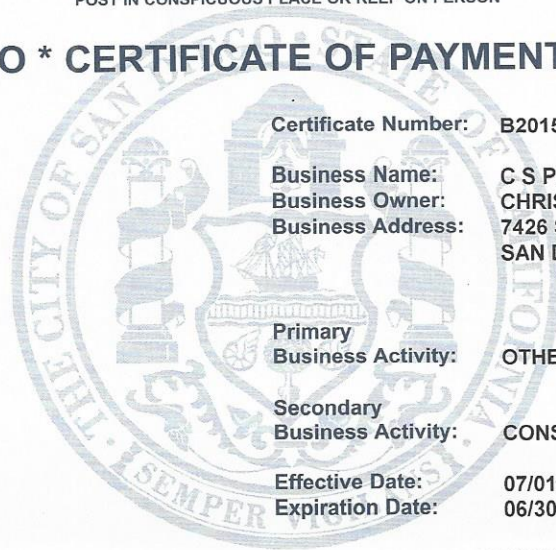 POST IN CONSPICUOUS PLACE OR KEEP ON PERSON
O * CERTIFICATE OF PAYMENT
THE CITY OF SAN DIEGO * STATE OF CALIFORNIA
Certificate Number: B2015
Business Name: C S P
Business Owner: CHRIS
Business Address: 7426
SAN D
Primary
Business Activity: OTHE
Secondary
Business Activity: CONS
Effective Date: 07/01
Expiration Date: 06/30
SEMPER VIGILANS